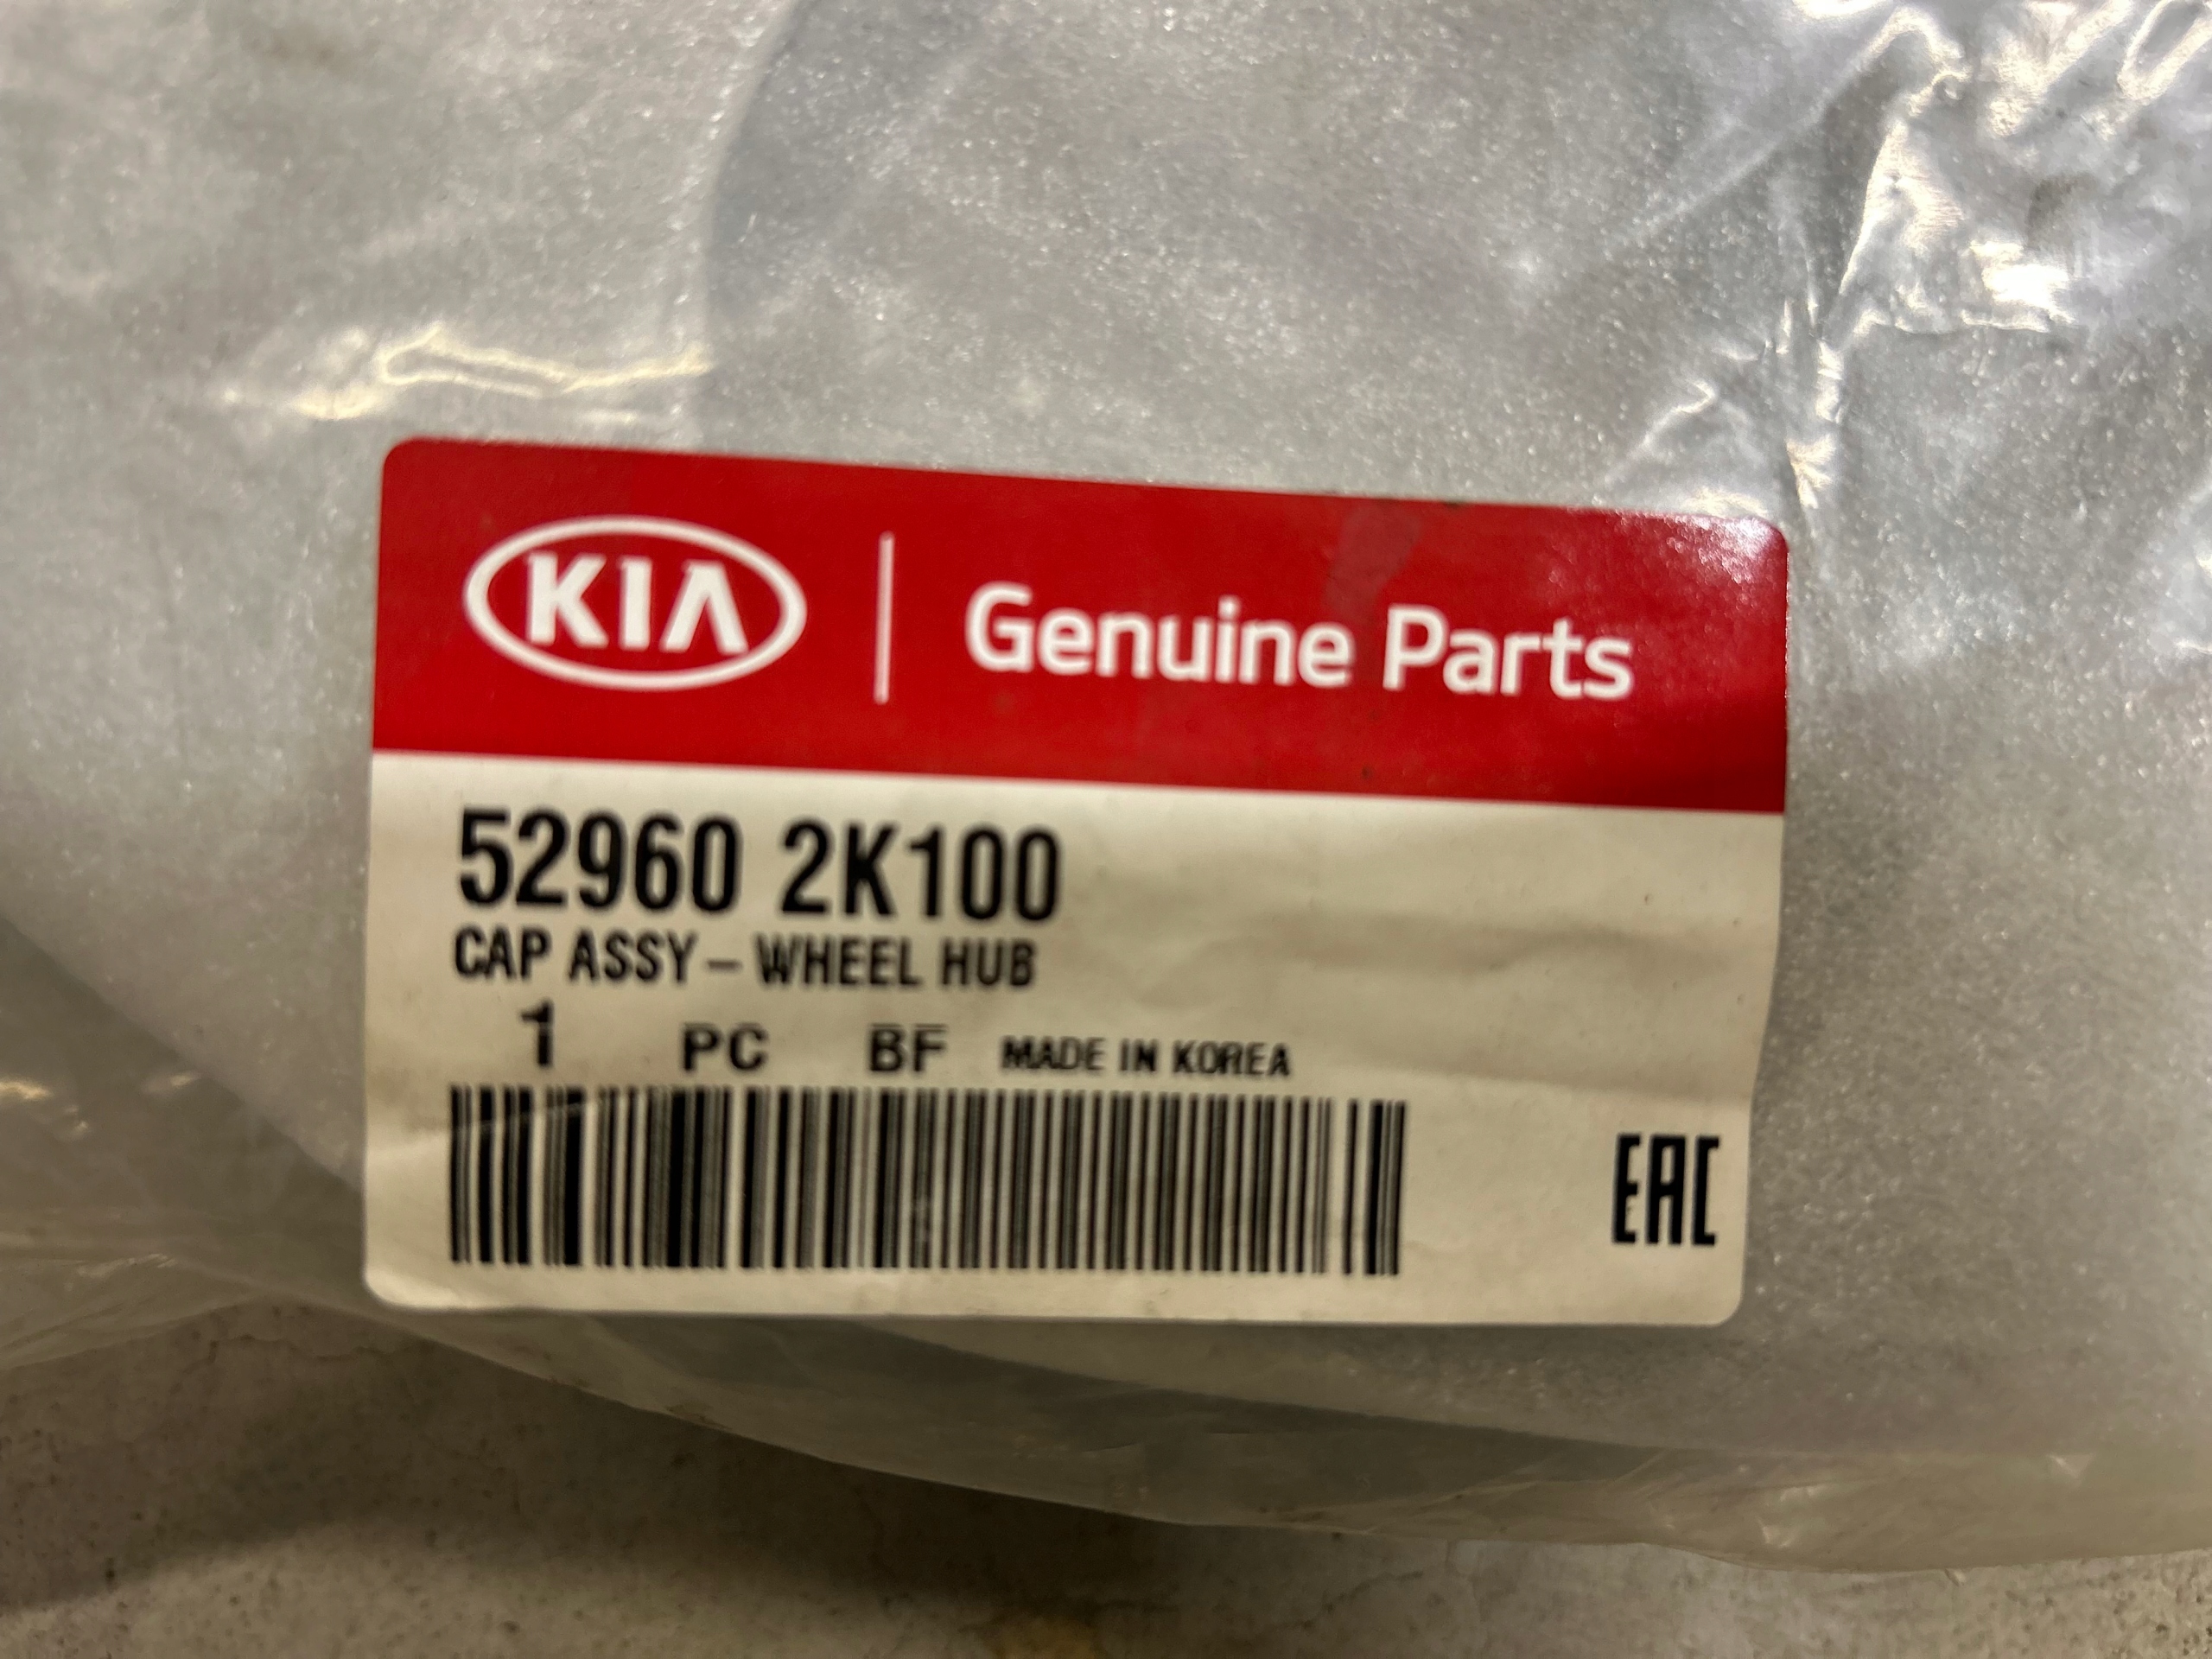 KIA Genuine Parts
52960 2K100
CAP ASSY – WHEEL HUB
1 PC BF MADE IN KOREA
EAC